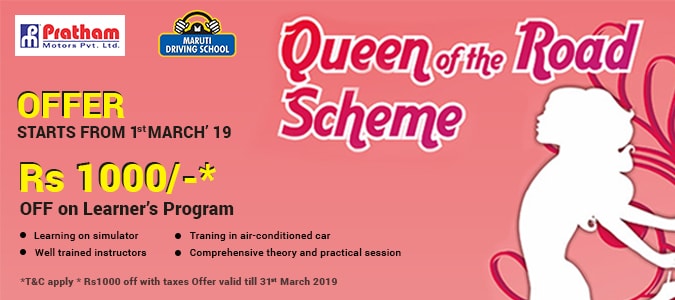 Pratham
Motors Pvt. Ltd.
MARUTI
DRIVING SCHOOL
Queen of the Road
Scheme
OFFER
STARTS FROM 1st MARCH' 19
Rs 1000/-*
OFF on Learner's Program
• Learning on simulator
• Traning in air-conditioned car
• Well trained instructors
• Comprehensive theory and practical session
*T&C apply * Rs1000 off with taxes Offer valid till 31st March 2019